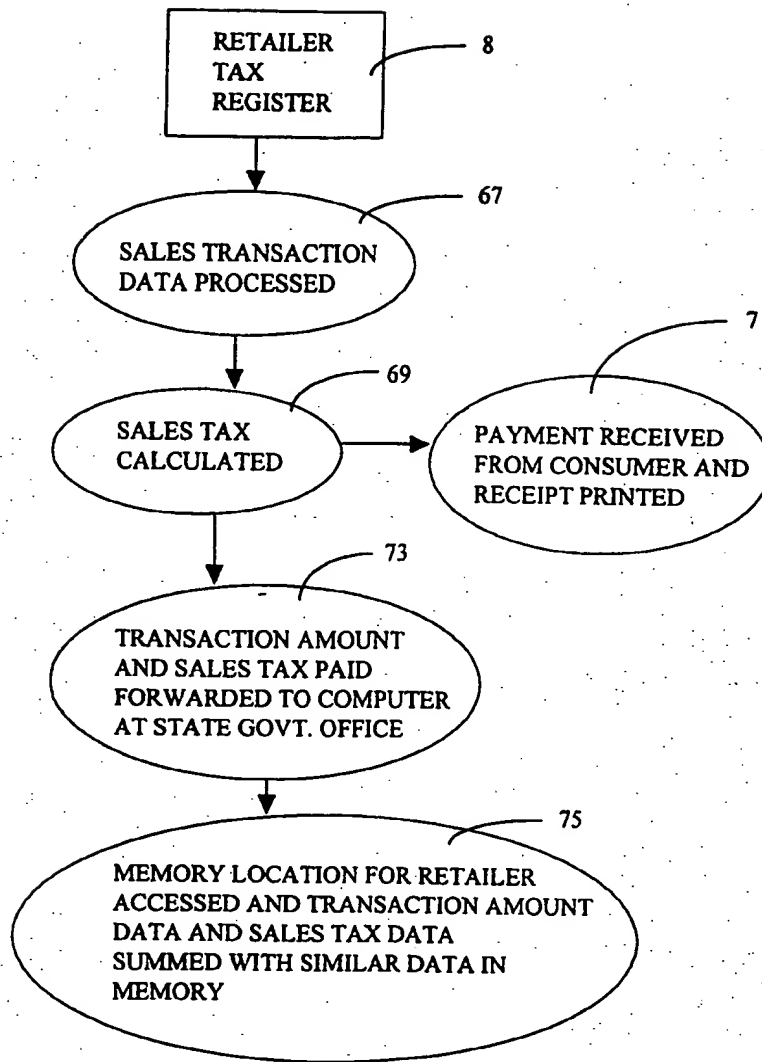 RETAILER
TAX
REGISTER
8
67
SALES TRANSACTION
DATA PROCESSED
69
SALES TAX
CALCULATED
7
PAYMENT RECEIVED
FROM CONSUMER AND
RECEIPT PRINTED
73
TRANSACTION AMOUNT
AND SALES TAX PAID
FORWARDED TO COMPUTER
AT STATE GOVT. OFFICE
75
MEMORY LOCATION FOR RETAILER
ACCESSED AND TRANSACTION AMOUNT
DATA AND SALES TAX DATA
SUMMED WITH SIMILAR DATA IN
MEMORY